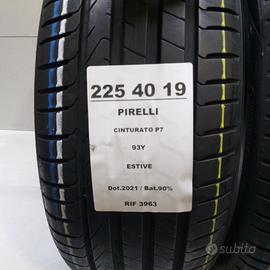 225 40 19
PIRELLI
CINTURATO P7
93Y
ESTIVE
Dot.2021 / Bat.90%
RIF 3963
subito